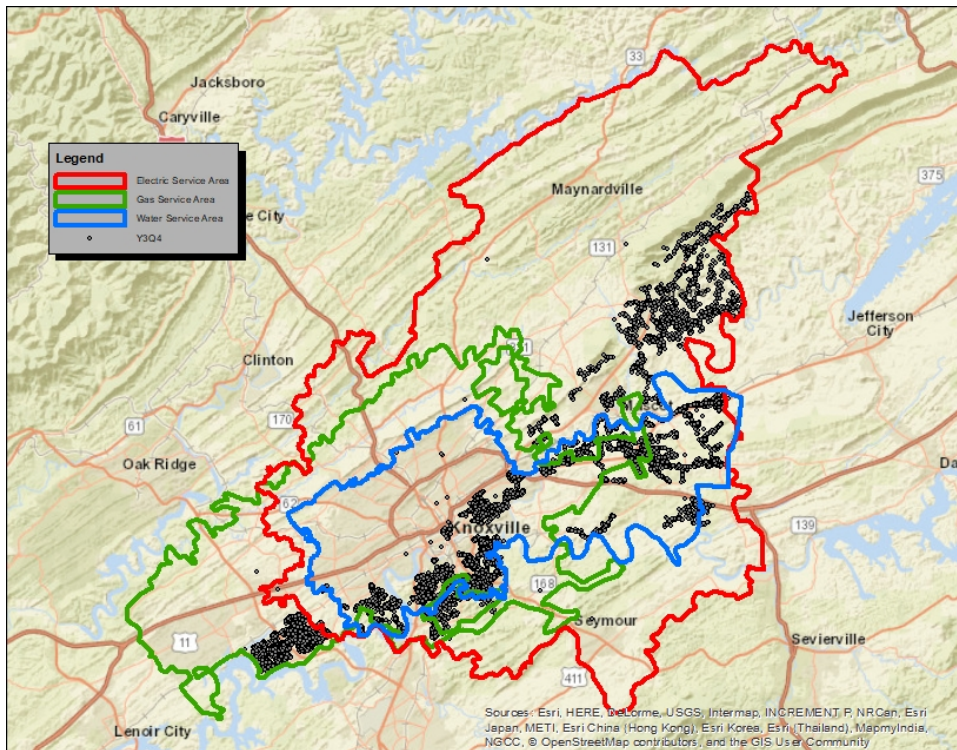 33
Jacksboro
Caryville
Legend
Electric Service Area
Gas Service Area
Water Service Area
Y3Q4
375
Maynardville
e City
131
Jefferson
City
Clinton
61
170
Oak Ridge
Da
62
Knoxville
139
168
11
Seymour
Sevierville
411
Lenoir City
Sources: Esri, HERE, DeLorme, USGS, Intermap, INCREMENT P, NRCan, Esri
Japan, METI, Esri China (Hong Kong), Esri Korea, Esri (Thailand), MapmyIndia,
NGCC, © OpenStreetMap contributors, and the GIS User Community